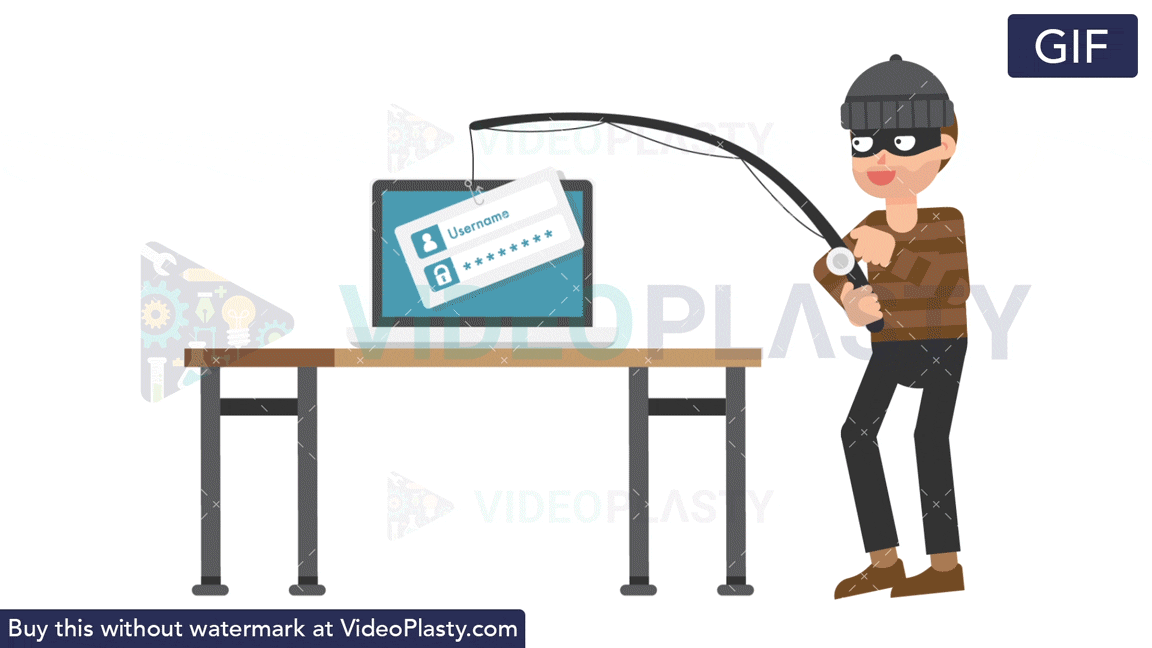 GIF
VIDEOPLASTY
Username
********
VIDEOPLASTY
VIDEOPLASTY
Buy this without watermark at VideoPlasty.com